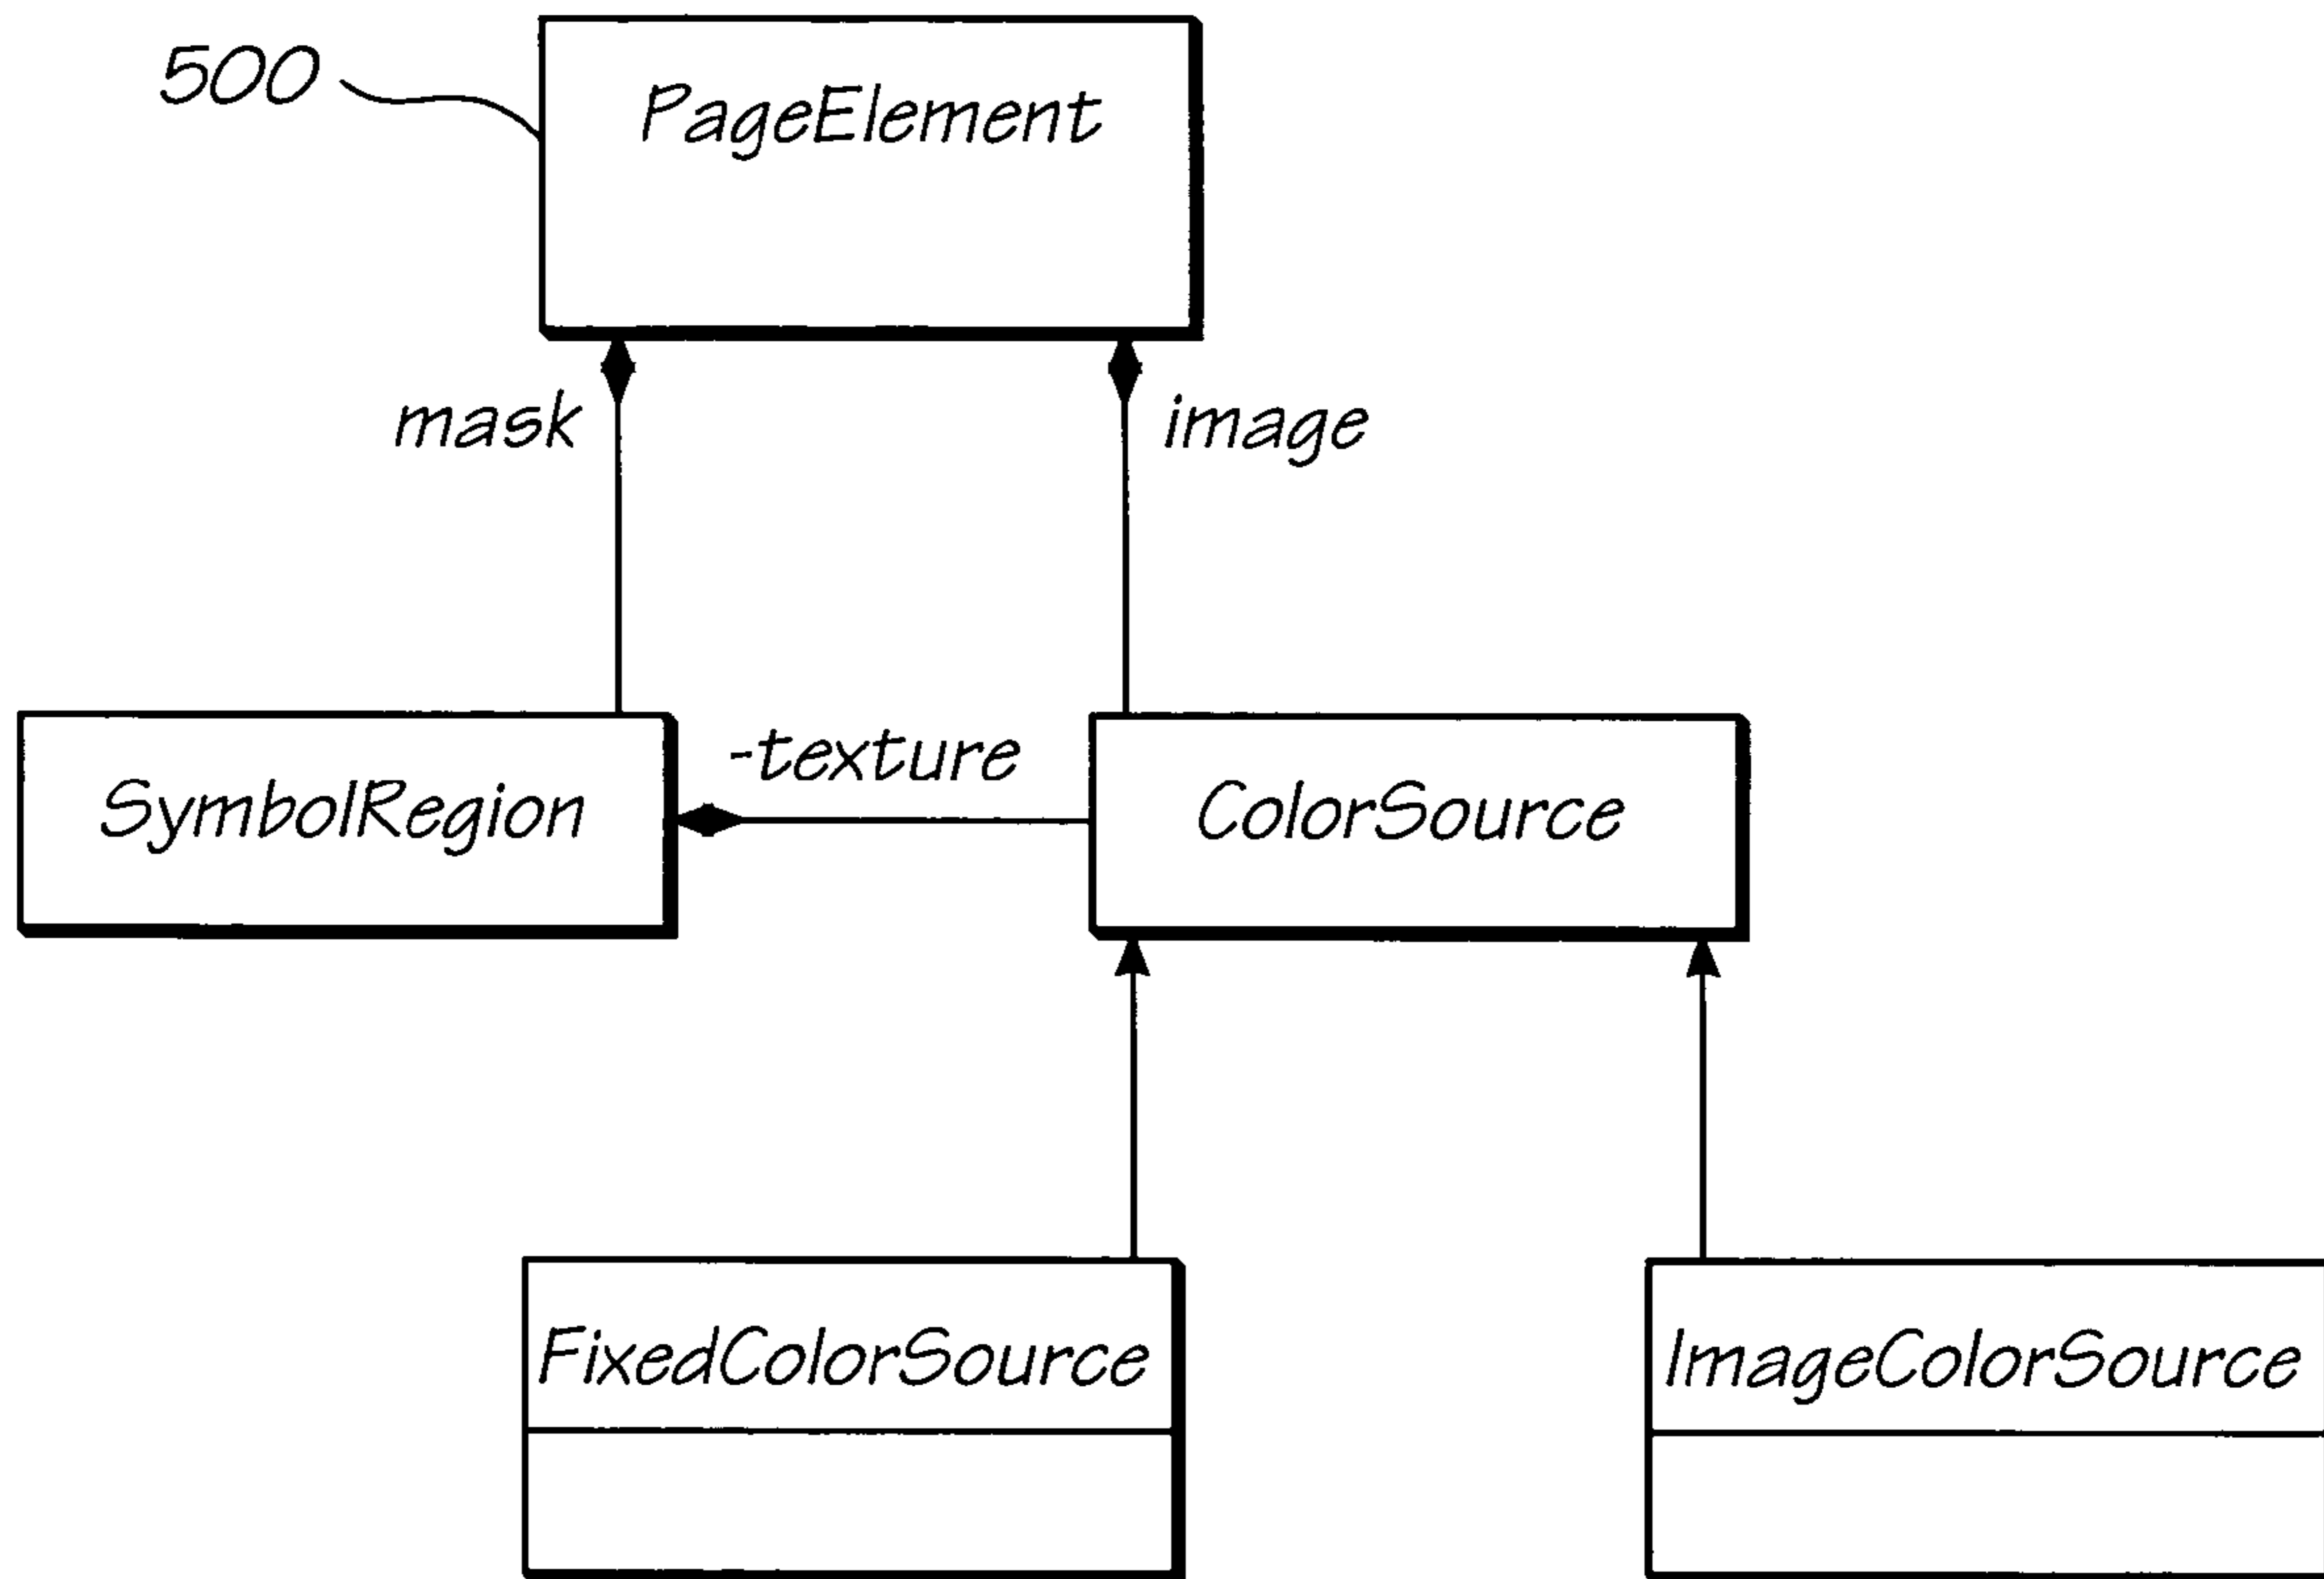 500
PageElement
mask
image
-texture
SymbolRegion
ColorSource
FixedColorSource
ImageColorSource